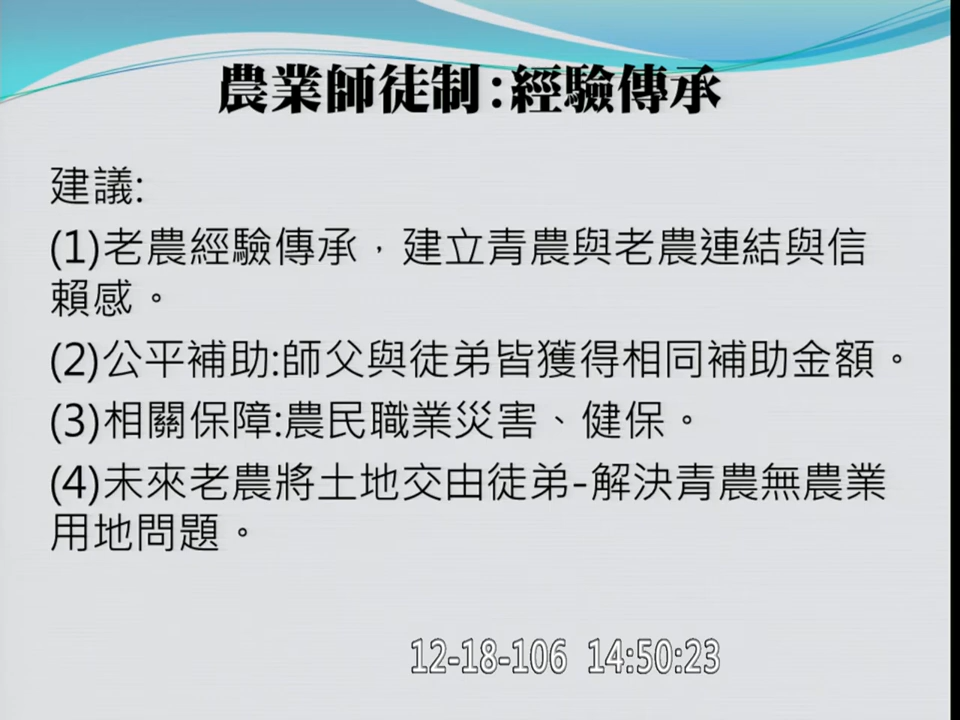 農業師徒制:經驗傳承
建議:
(1)老農經驗傳承，建立青農與老農連結與信
賴感。
(2)公平補助:師父與徒弟皆獲得相同補助金額。
(3)相關保障:農民職業災害、健保。
(4)未來老農將土地交由徒弟-解決青農無農業
用地問題。
12-18-106 14:50:23